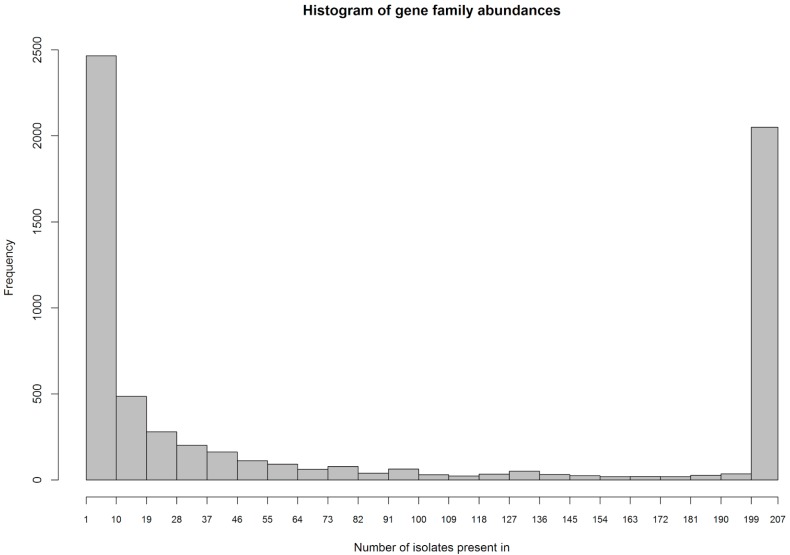 Histogram of gene family abundances
2500
2000
1500
1000
500
0
Frequency
1 10 19 28 37 46 55 64 73 82 91 100 109 118 127 136 145 154 163 172 181 190 199 207
Number of isolates present in